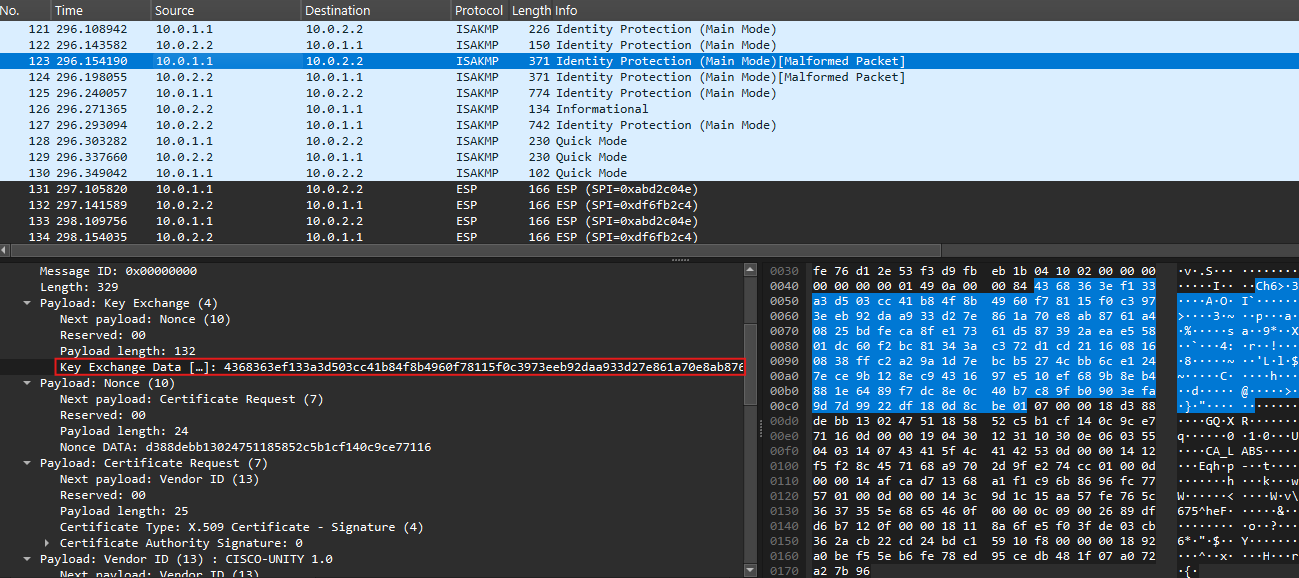 No. Time Source Destination Protocol Length Info
121 296.108942 10.0.1.1 10.0.2.2 ISAKMP 226 Identity Protection (Main Mode)
122 296.143582 10.0.2.2 10.0.1.1 ISAKMP 150 Identity Protection (Main Mode)
123 296.154190 10.0.1.1 10.0.2.2 ISAKMP 371 Identity Protection (Main Mode)[Malformed Packet]
124 296.198055 10.0.2.2 10.0.1.1 ISAKMP 371 Identity Protection (Main Mode)[Malformed Packet]
125 296.240057 10.0.1.1 10.0.2.2 ISAKMP 774 Identity Protection (Main Mode)
126 296.271365 10.0.2.2 10.0.1.1 ISAKMP 134 Informational
127 296.293094 10.0.2.2 10.0.1.1 ISAKMP 742 Identity Protection (Main Mode)
128 296.303282 10.0.1.1 10.0.2.2 ISAKMP 230 Quick Mode
129 296.337660 10.0.2.2 10.0.1.1 ISAKMP 230 Quick Mode
130 296.349042 10.0.1.1 10.0.2.2 ISAKMP 102 Quick Mode
131 297.105820 10.0.1.1 10.0.2.2 ESP 166 ESP (SPI=0xabd2c04e)
132 297.141589 10.0.2.2 10.0.1.1 ESP 166 ESP (SPI=0xdf6fb2c4)
133 298.109756 10.0.1.1 10.0.2.2 ESP 166 ESP (SPI=0xabd2c04e)
134 298.154035 10.0.2.2 10.0.1.1 ESP 166 ESP (SPI=0xdf6fb2c4)
Message ID: 0x00000000
Length: 329
Payload: Key Exchange (4)
Next payload: Nonce (10)
Reserved: 00
Payload length: 132
Key Exchange Data […]: 4368363ef133a3d503cc41b84f8b4960f78115f0c3973eeb92daa933d27e861a70e8ab876
Payload: Nonce (10)
Next payload: Certificate Request (7)
Reserved: 00
Payload length: 24
Nonce DATA: d388debb13024751185852c5b1cf140c9ce77116
Payload: Certificate Request (7)
Next payload: Vendor ID (13)
Reserved: 00
Payload length: 25
Certificate Type: X.509 Certificate - Signature (4)
Certificate Authority Signature: 0
Payload: Vendor ID (13) : CISCO-UNITY 1.0
Next payload: Vendor ID (13)
0030 fe 76 d1 2e 53 f3 d9 fb eb 1b 04 10 02 00 00 00 ·v·.S··· ········
0040 00 00 00 00 01 49 0a 00 00 84 43 68 36 3e f1 33 ·····I·· ··Ch6>·3
0050 a3 d5 03 cc 41 b8 4f 8b 49 60 f7 81 15 f0 c3 97 ····A·O· I`······
0060 3e eb 92 da a9 33 d2 7e 86 1a 70 e8 ab 87 61 a4 >····3·~ ··p···a·
0070 08 25 bd fe ca 8f e1 73 61 d5 87 39 2a ea e5 58 ·%·····s a··9*··X
0080 01 dc 60 f2 bc 81 34 3a c3 72 d1 cd 21 16 08 16 ··`···4: ·r··!···
0090 08 38 ff c2 a2 9a 1d 7e bc b5 27 4c bb 6c e1 24 ·8·····~ ··'L·l·$
00a0 7e ce 9b 12 8e c9 43 16 97 e5 10 ef 68 9b 8e b4 ~·····C· ····h···
00b0 88 1e 64 89 f7 dc 8e 0c 40 b7 c8 9f b0 90 3e fa ··d····· @·····>·
00c0 9d 7d 99 22 df 18 0d 8c be 01 07 00 00 18 d3 88 ·}·"···· ········
00d0 de bb 13 02 47 51 18 58 52 c5 b1 cf 14 0c 9c e7 ····GQ·X R·······
00e0 71 16 0d 00 00 19 04 30 12 31 10 30 0e 06 03 55 q······0 ·1·0···U
00f0 04 03 14 07 43 41 5f 4c 41 42 53 0d 00 00 14 12 ····CA_L ABS·····
0100 f5 f2 8c 45 71 68 a9 70 2d 9f e2 74 cc 01 00 0d ···Eqh·p -··t····
0110 00 00 14 af ca d7 13 68 a1 f1 c9 6b 86 96 fc 77 ·······h ···k···w
0120 57 01 00 0d 00 00 14 3c 9d 1c 15 aa 57 fe 76 5c W······< ····W·v\
0130 36 37 35 5e 68 65 46 0f 00 00 0c 09 00 26 89 df 675^heF· ·····&··
0140 d6 b7 12 0f 00 00 18 11 8a 6f e5 f0 3f de 03 cb ········ ·o··?···
0150 36 2a cb 22 cd 24 bd c1 59 10 f8 00 00 00 18 92 6*·"·$·· Y·······
0160 a0 be f5 5e b6 fe 78 ed 95 ce db 48 1f 07 a0 72 ···^··x· ···H···r
0170 a2 7b 96 ·{·